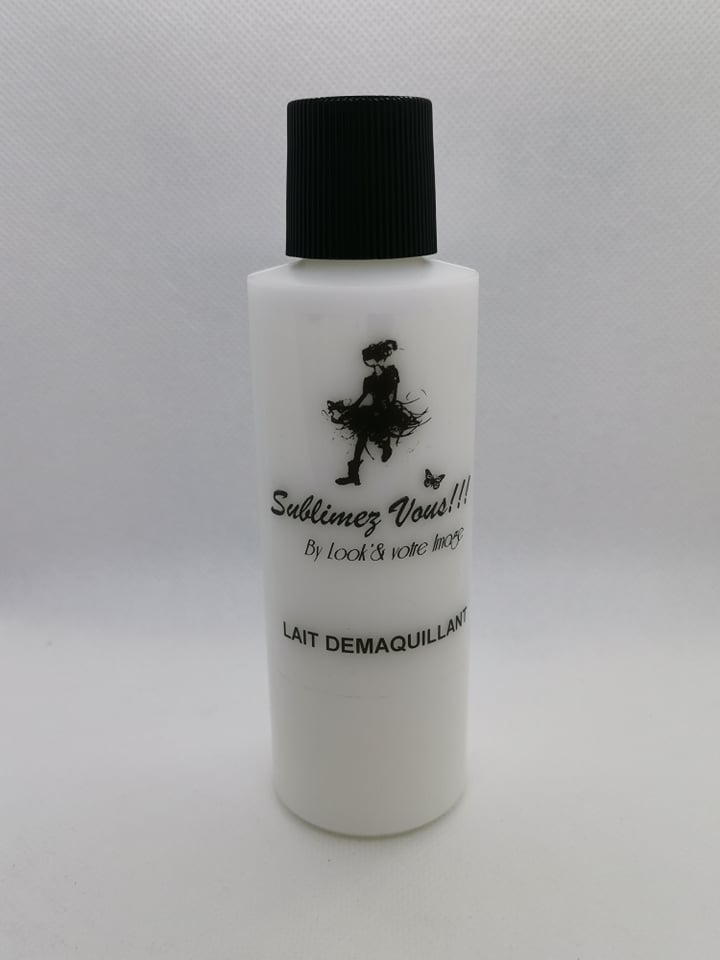 Sublimez Vous!!!
By Look'& votre Image
LAIT DEMAQUILLANT